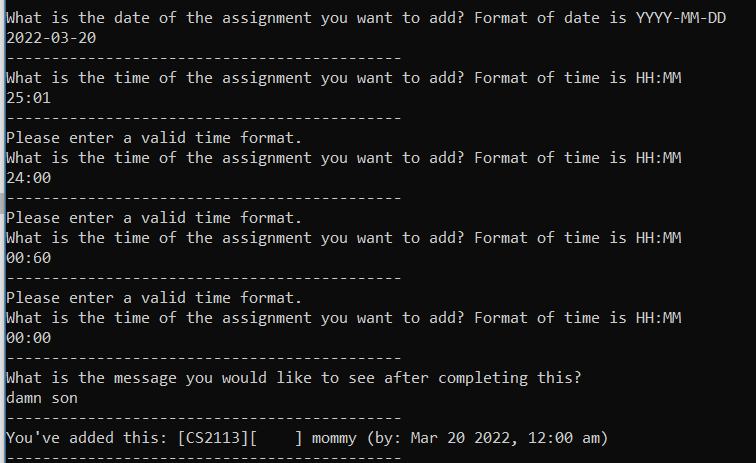 What is the date of the assignment you want to add? Format of date is YYYY-MM-DD
2022-03-20
--------------------------------------------
What is the time of the assignment you want to add? Format of time is HH:MM
25:01
--------------------------------------------
Please enter a valid time format.
What is the time of the assignment you want to add? Format of time is HH:MM
24:00
--------------------------------------------
Please enter a valid time format.
What is the time of the assignment you want to add? Format of time is HH:MM
00:60
--------------------------------------------
Please enter a valid time format.
What is the time of the assignment you want to add? Format of time is HH:MM
00:00
--------------------------------------------
What is the message you would like to see after completing this?
damn son
--------------------------------------------
You've added this: [CS2113][    ] mommy (by: Mar 20 2022, 12:00 am)
--------------------------------------------